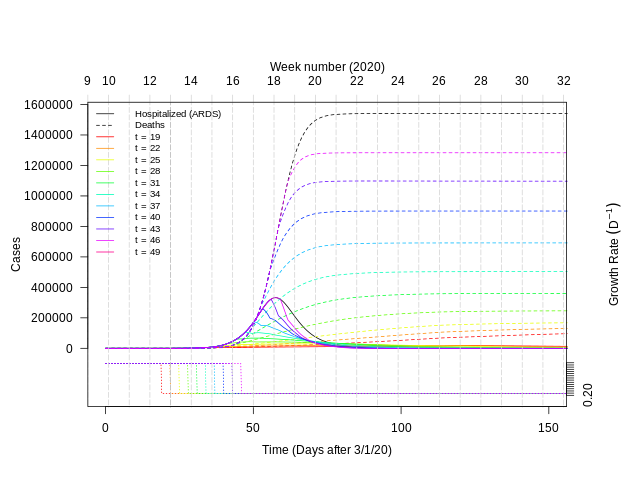 Week number (2020)
9 10 12 14 16 18 20 22 24 26 28 30 32
1600000
1400000
1200000
1000000
800000
600000
400000
200000
0
Cases
Hospitalized (ARDS)
Deaths
t = 19
t = 22
t = 25
t = 28
t = 31
t = 34
t = 37
t = 40
t = 43
t = 46
t = 49
Growth Rate (D⁻¹)
0.20
0 50 100 150
Time (Days after 3/1/20)